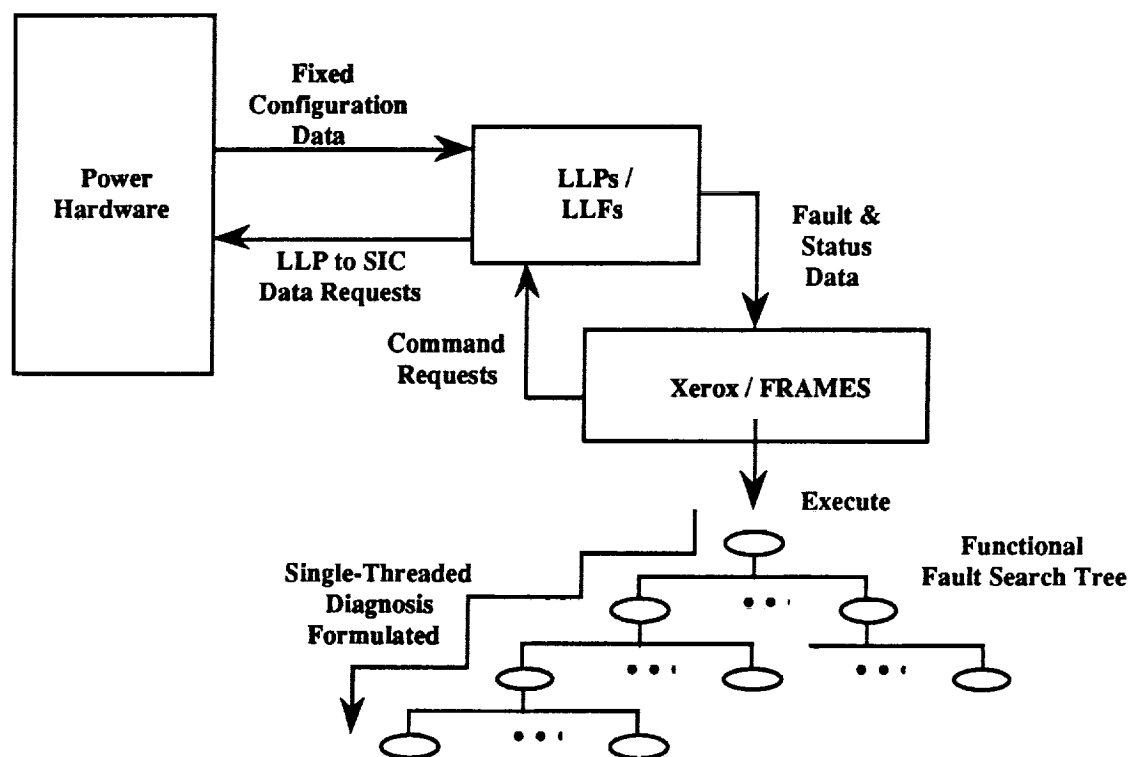 Fixed
Configuration
Data
Power
Hardware
LLPs /
LLFs
Fault &
Status
Data
LLP to SIC
Data Requests
Command
Requests
Xerox / FRAMES
Execute
Functional
Fault Search Tree
Single-Threaded
Diagnosis
Formulated